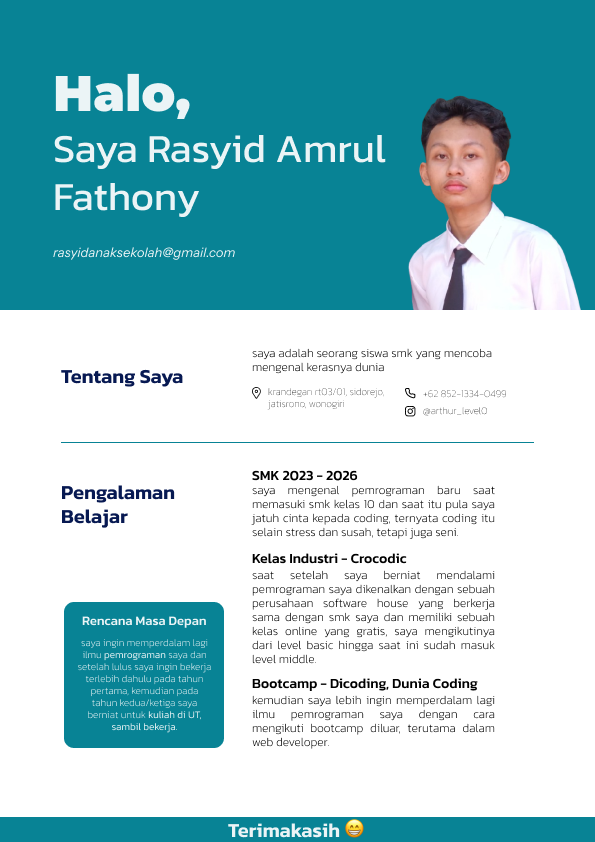 Halo,
Saya Rasyid Amrul
Fathony
rasyidanaksekolah@gmail.com
Tentang Saya
saya adalah seorang siswa smk yang mencoba
mengenal kerasnya dunia
krandegan rt03/01, sidorejo,
jatisrono, wonogiri
+62 852-1334-0499
@arthur_level0
Pengalaman
Belajar
SMK 2023 - 2026
saya mengenal pemrograman baru saat
memasuki smk kelas 10 dan saat itu pula saya
jatuh cinta kepada coding, ternyata coding itu
selain stress dan susah, tetapi juga seni.
Kelas Industri - Crocodic
saat setelah saya berniat mendalami
pemrograman saya dikenalkan dengan sebuah
perusahaan software house yang berkerja
sama dengan smk saya dan memiliki sebuah
kelas online yang gratis, saya mengikutinya
dari level basic hingga saat ini sudah masuk
level middle.
Bootcamp - Dicoding, Dunia Coding
kemudian saya lebih ingin memperdalam lagi
ilmu pemrograman saya dengan cara
mengikuti bootcamp diluar, terutama dalam
web developer.
Rencana Masa Depan
saya ingin memperdalam lagi
ilmu pemrograman saya dan
setelah lulus saya ingin bekerja
terlebih dahulu pada tahun
pertama, kemudian pada
tahun kedua/ketiga saya
berniat untuk kuliah di UT,
sambil bekerja.
Terimakasih 😁